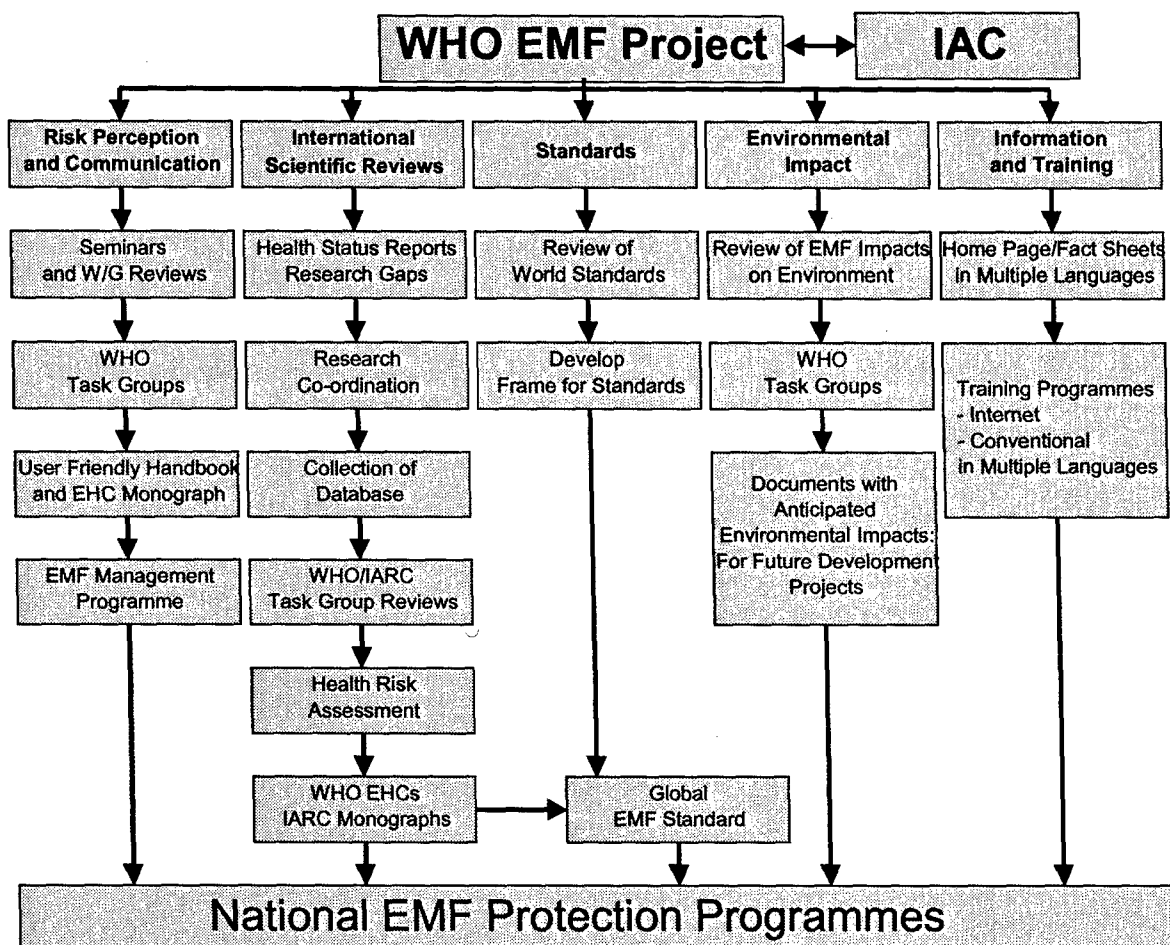 WHO EMF Project
IAC
Risk Perception
and Communication
International
Scientific Reviews
Standards
Environmental
Impact
Information
and Training
Seminars
and W/G Reviews
Health Status Reports
Research Gaps
Review of
World Standards
Review of EMF Impacts
on Environment
Home Page/Fact Sheets
in Multiple Languages
WHO
Task Groups
Research
Co-ordination
Develop
Frame for Standards
WHO
Task Groups
Training Programmes
- Internet
- Conventional
in Multiple Languages
User Friendly Handbook
and EHC Monograph
Collection of
Database
Documents with
Anticipated
Environmental Impacts:
For Future Development
Projects
EMF Management
Programme
WHO/IARC
Task Group Reviews
Health Risk
Assessment
WHO EHCs
IARC Monographs
Global
EMF Standard
National EMF Protection Programmes